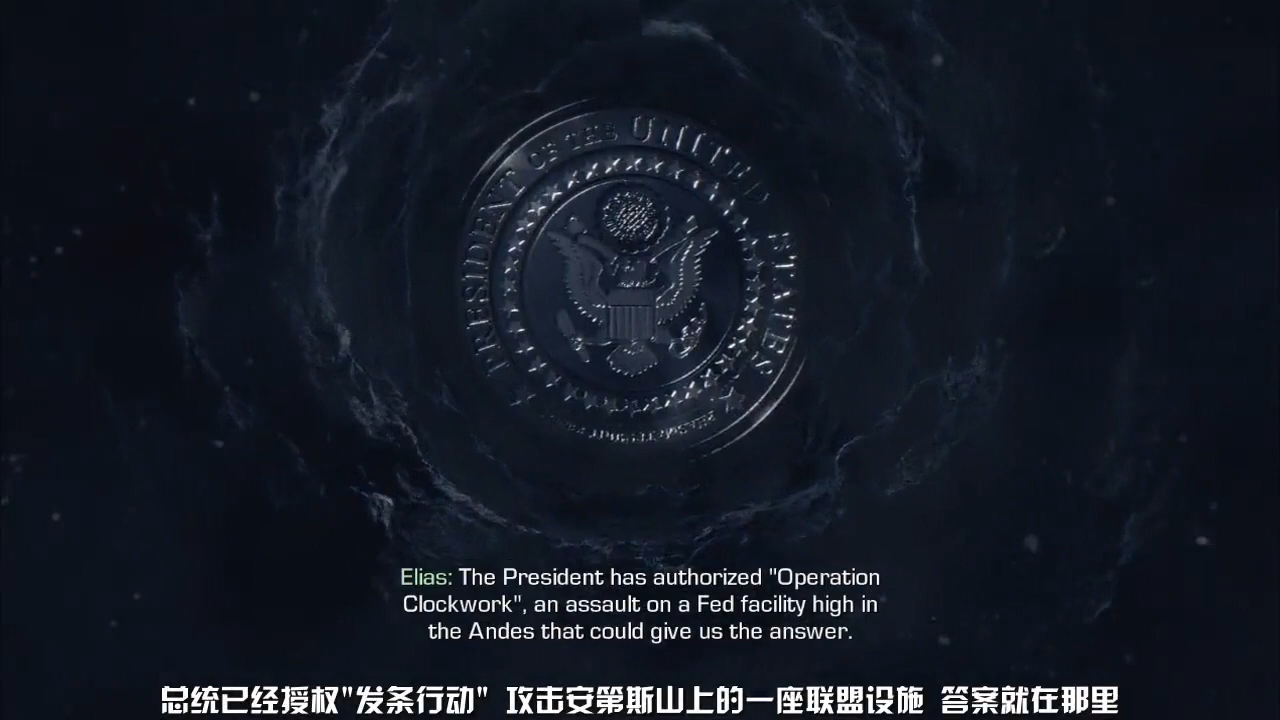 PRESIDENT OF THE UNITED STATES
Elias: The President has authorized "Operation
Clockwork", an assault on a Fed facility high in
the Andes that could give us the answer.
总统已经授权"发条行动" 攻击安第斯山上的一座联盟设施 答案就在那里